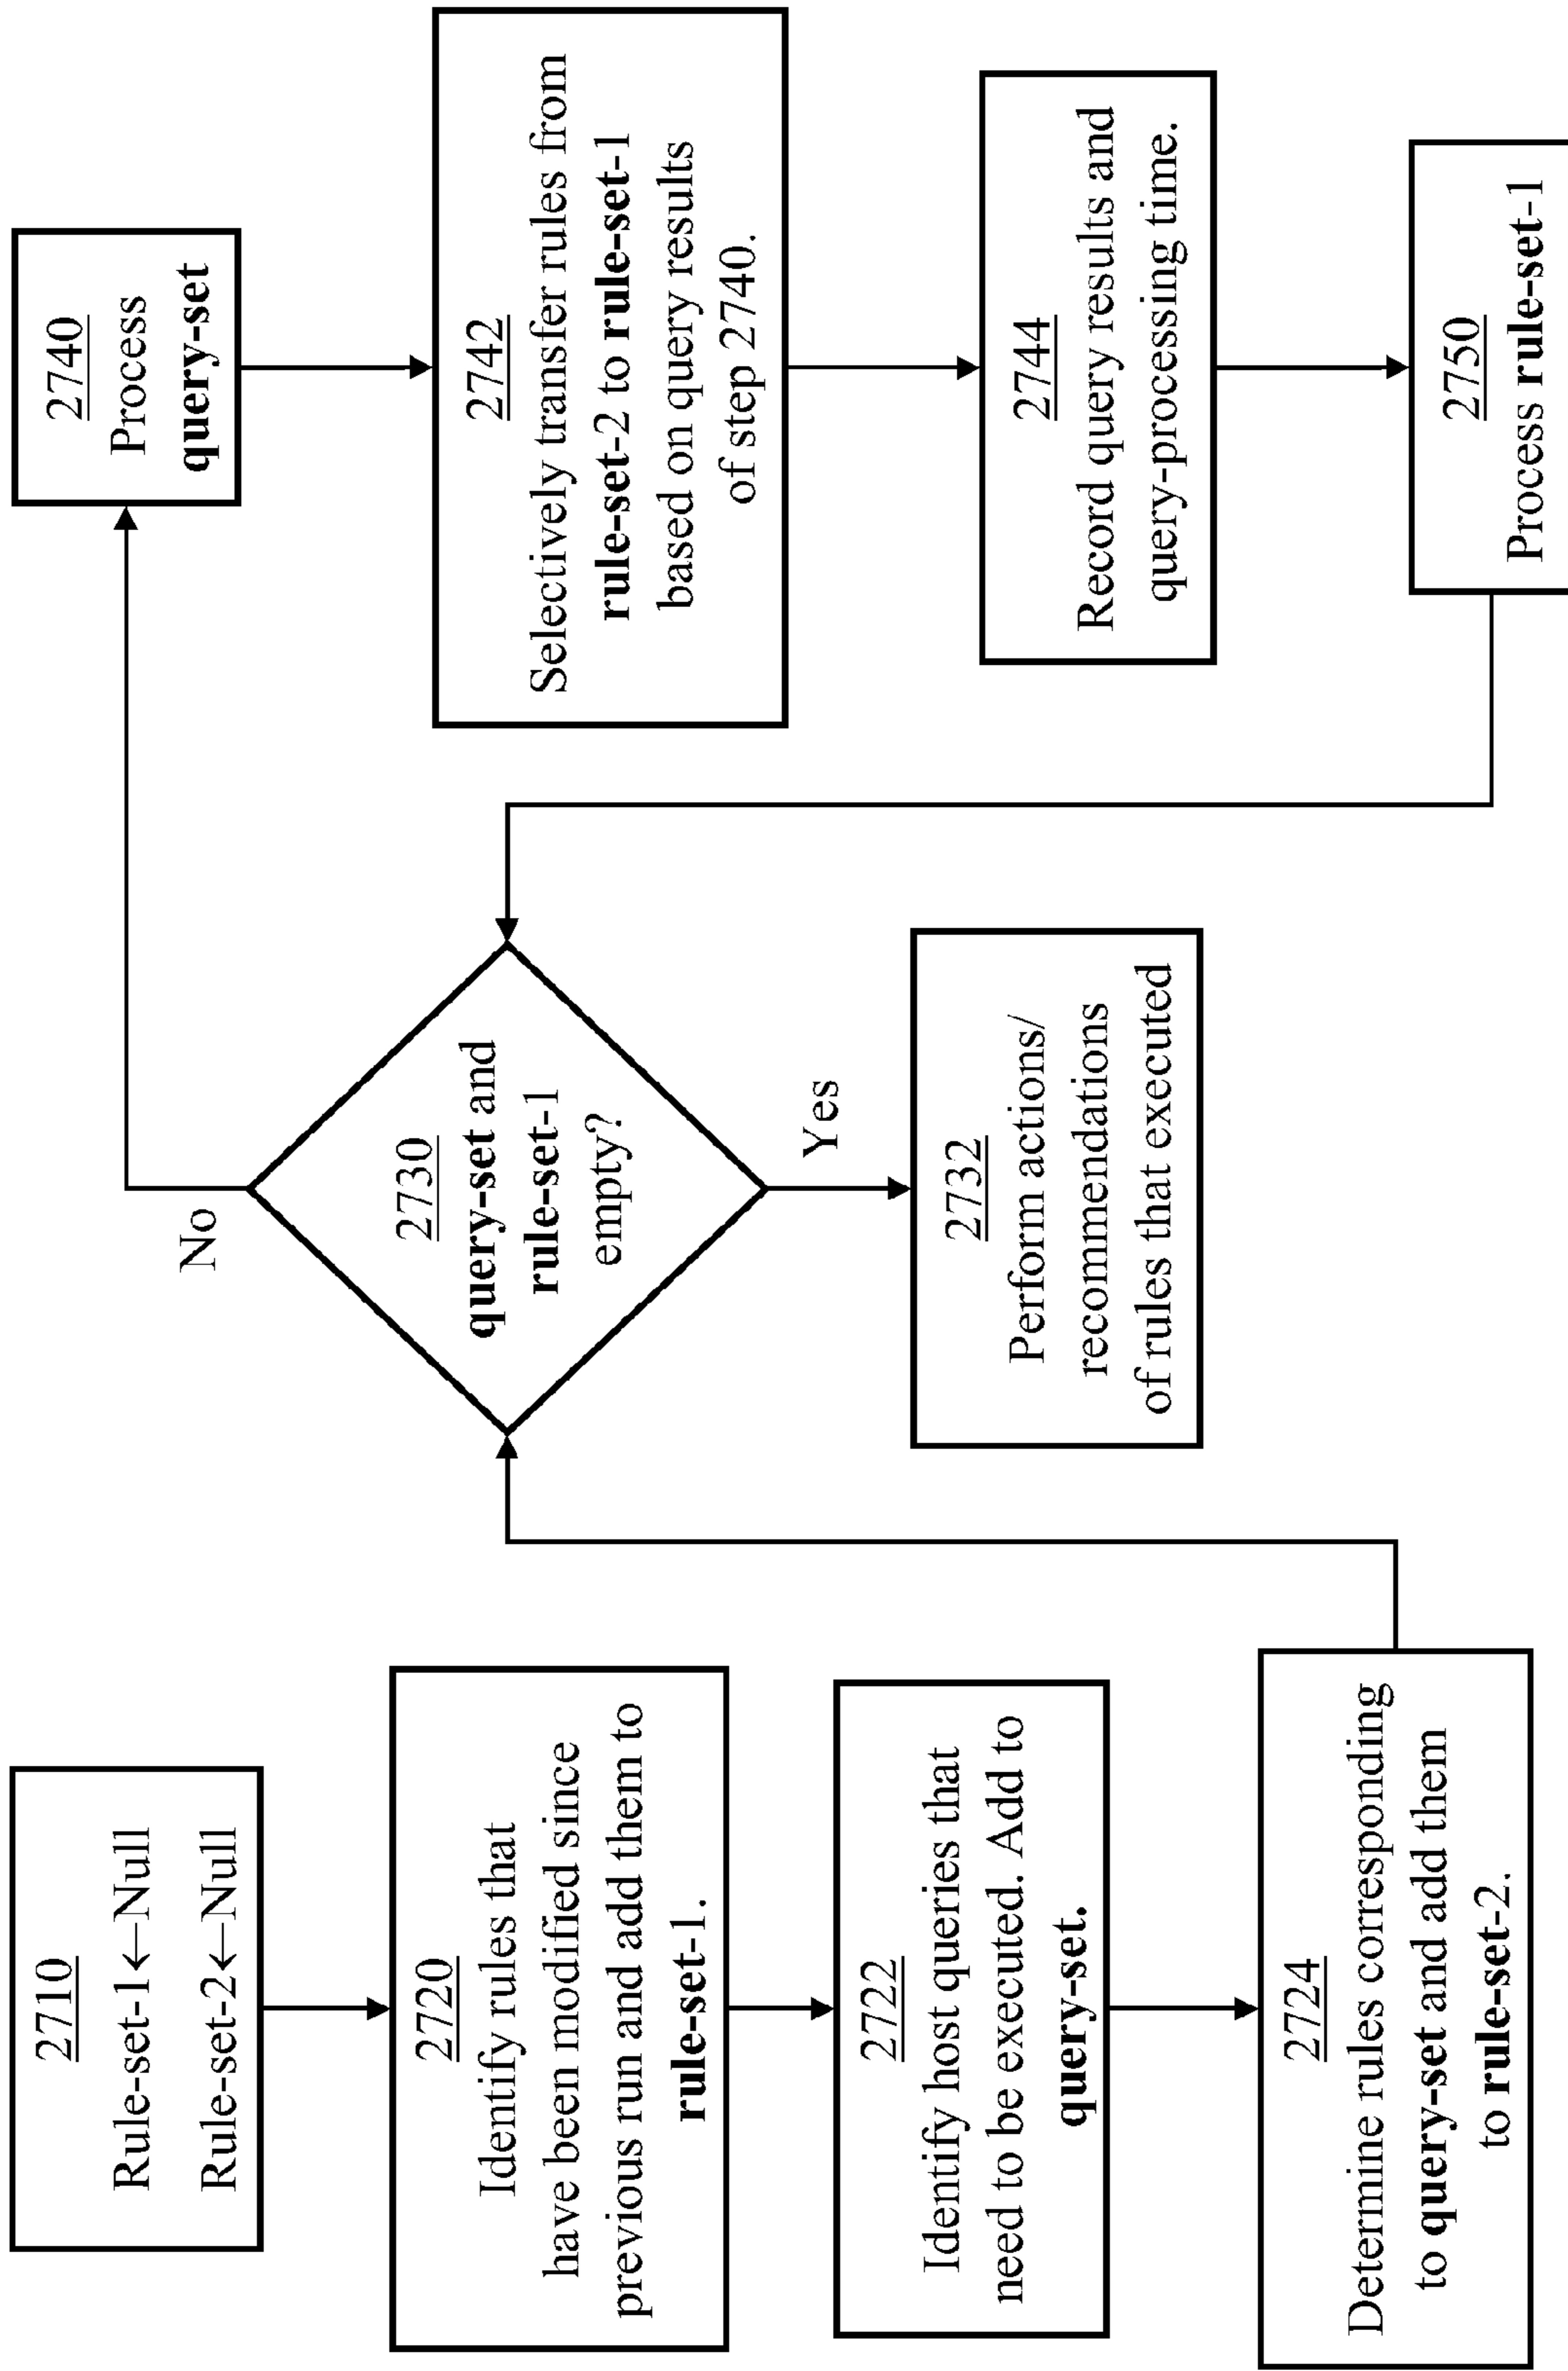 2710
Rule-set-1←Null
Rule-set-2←Null
2720
Identify rules that
have been modified since
previous run and add them to
rule-set-1.
2722
Identify host queries that
need to be executed. Add to
query-set.
2724
Determine rules corresponding
to query-set and add them
to rule-set-2.
2730
query-set and
rule-set-1
empty?
No
Yes
2732
Perform actions/
recommendations
of rules that executed
2740
Process
query-set
2742
Selectively transfer rules from
rule-set-2 to rule-set-1
based on query results
of step 2740.
2744
Record query results and
query-processing time.
2750
Process rule-set-1